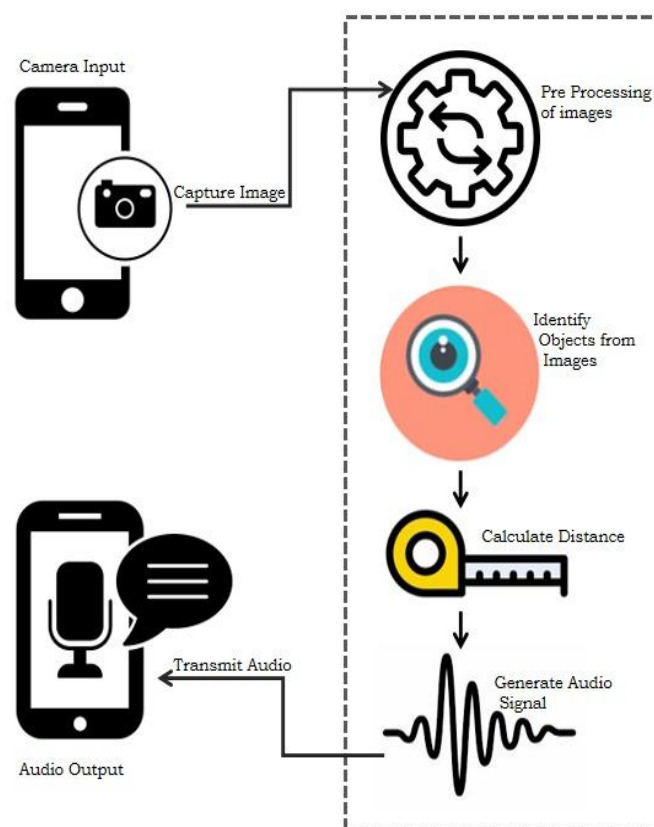 Camera Input
Capture Image
Pre Processing
of images
Identify
Objects from
Images
Calculate Distance
Generate Audio
Signal
Transmit Audio
Audio Output